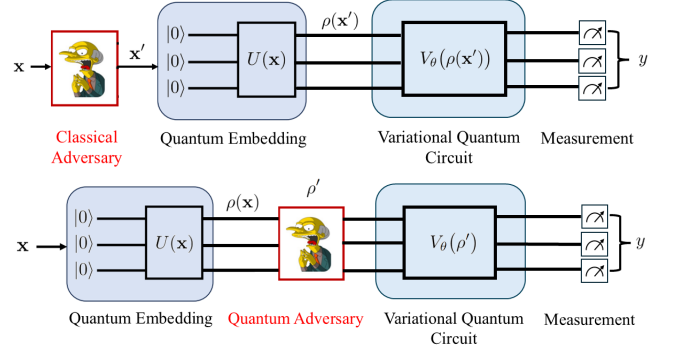 x
x′
|0⟩
|0⟩
|0⟩
U(x)
ρ(x′)
V_θ(ρ(x′))
y
Classical
Adversary
Quantum Embedding
Variational Quantum
Circuit
Measurement
x
|0⟩
|0⟩
|0⟩
U(x)
ρ(x)
ρ′
V_θ(ρ′)
y
Quantum Embedding
Quantum Adversary
Variational Quantum
Circuit
Measurement